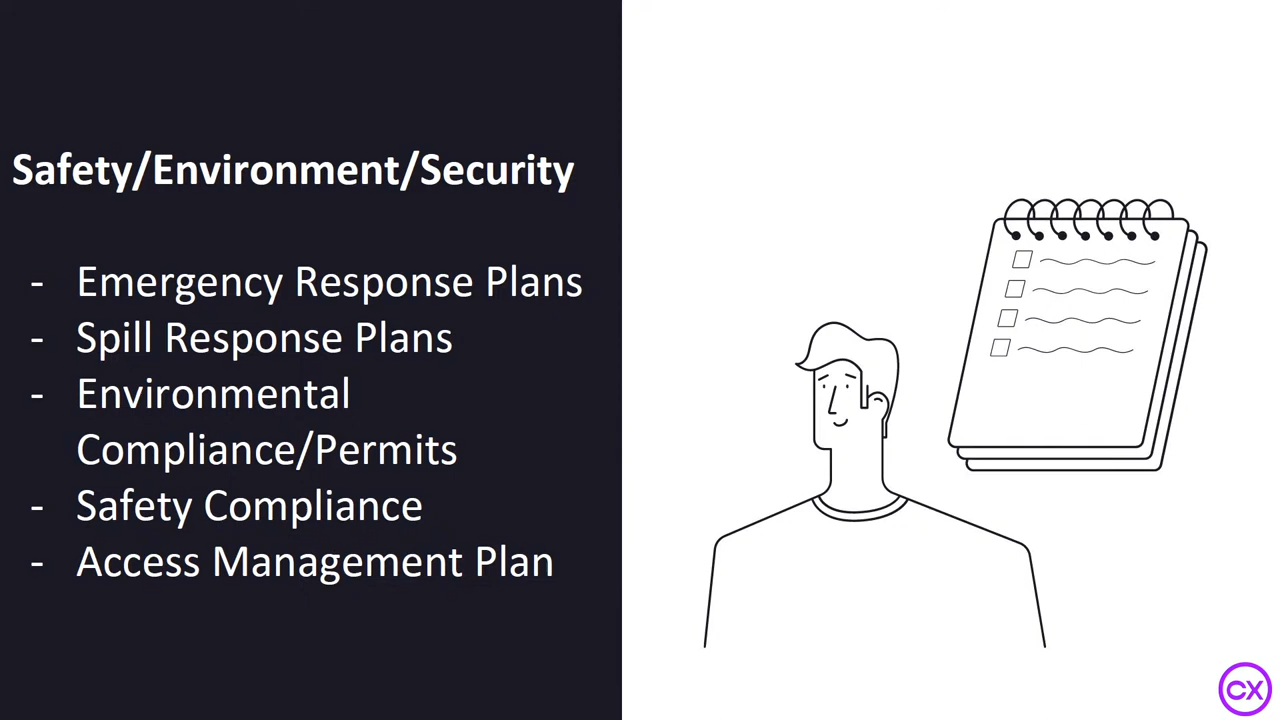 Safety/Environment/Security
- Emergency Response Plans
- Spill Response Plans
- Environmental
Compliance/Permits
- Safety Compliance
- Access Management Plan
CX